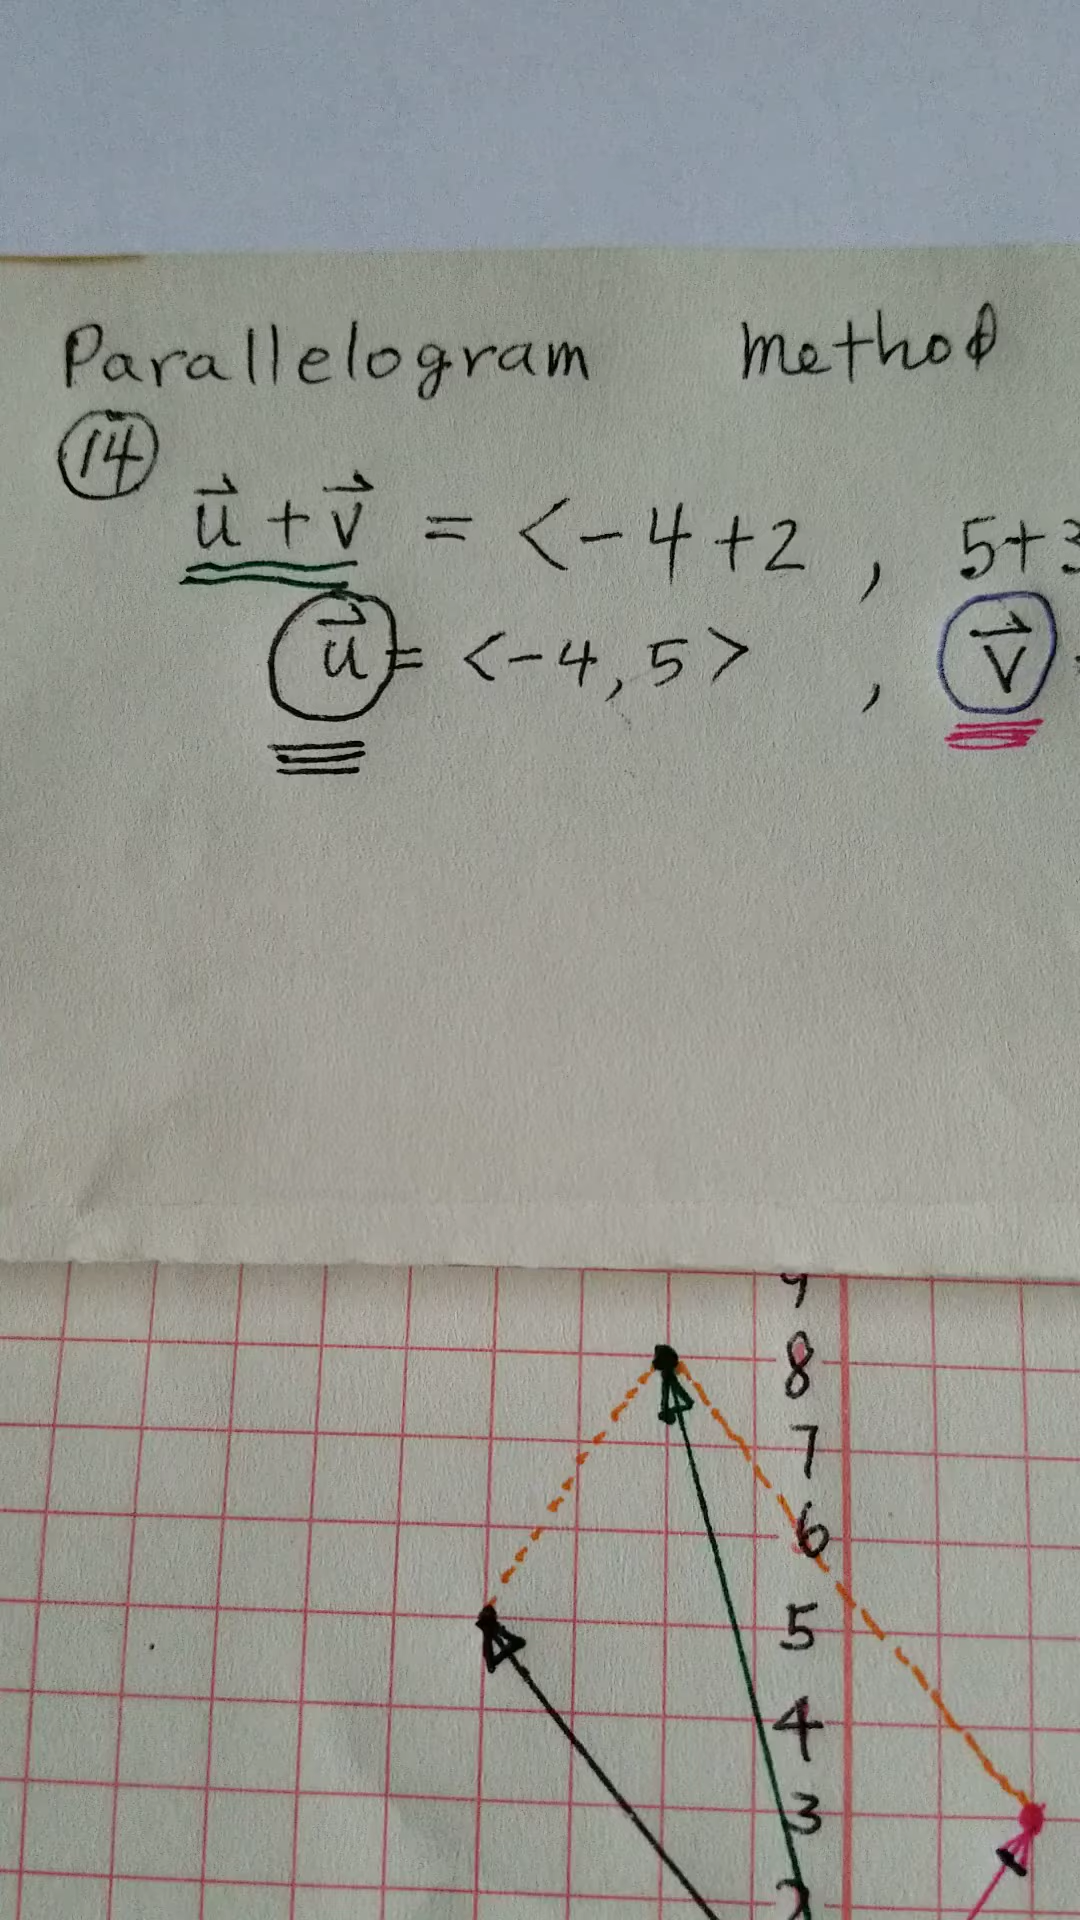 Parallelogram method
14
u⃗ + v⃗ = <-4+2, 5+3
u⃗ = <-4, 5>, v⃗
8
7
6
5
4
3